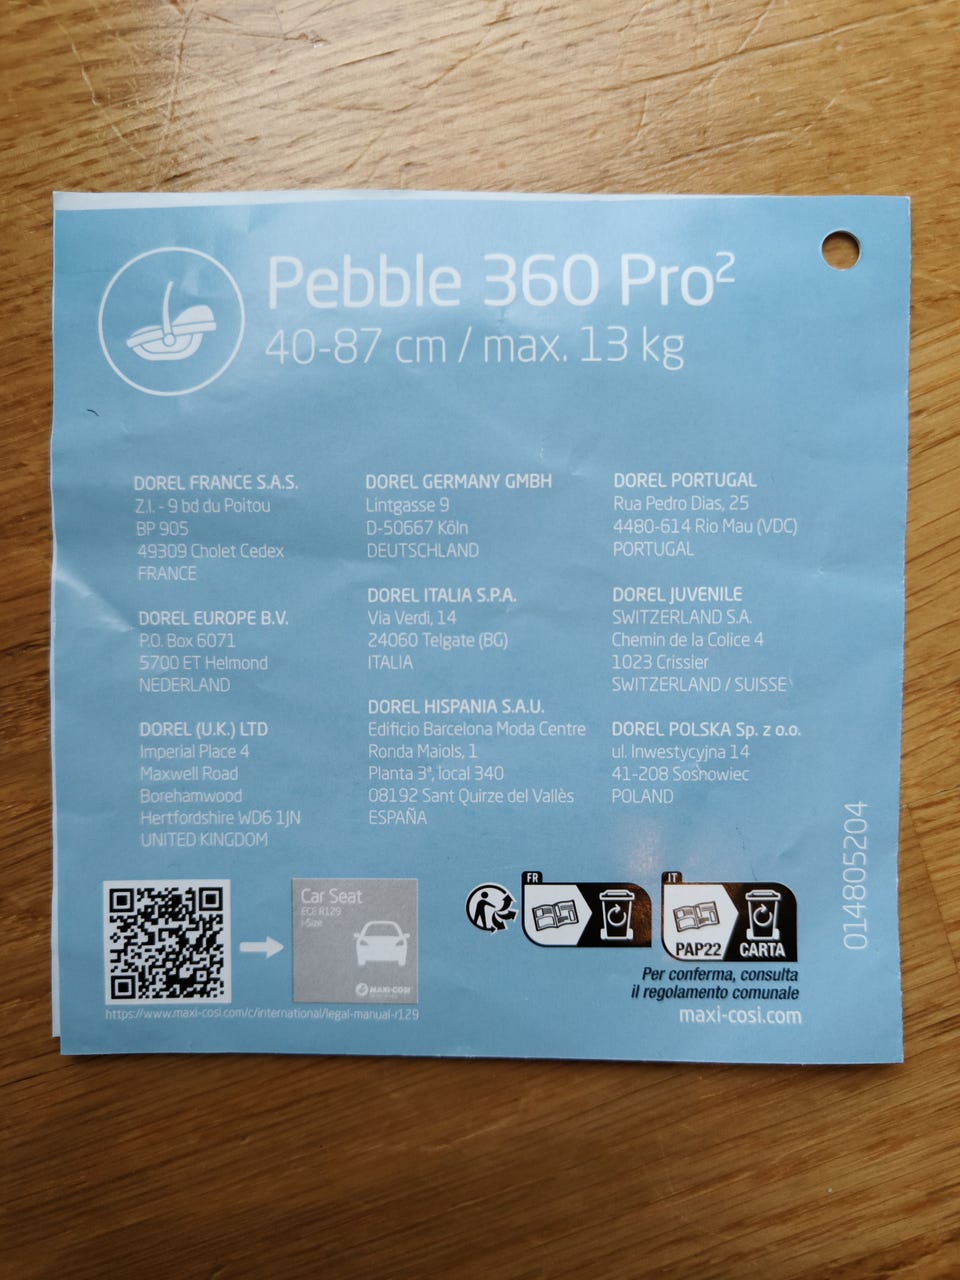 Pebble 360 Pro²
40-87 cm / max. 13 kg
DOREL FRANCE S.A.S.
Z.I. - 9 bd du Poitou
BP 905
49309 Cholet Cedex
FRANCE
DOREL EUROPE B.V.
P.O. Box 6071
5700 ET Helmond
NEDERLAND
DOREL (U.K.) LTD
Imperial Place 4
Maxwell Road
Borehamwood
Hertfordshire WD6 1JN
UNITED KINGDOM
DOREL GERMANY GMBH
Lintgasse 9
D-50667 Köln
DEUTSCHLAND
DOREL ITALIA S.P.A.
Via Verdi, 14
24060 Telgate (BG)
ITALIA
DOREL HISPANIA S.A.U.
Edificio Barcelona Moda Centre
Ronda Maiols, 1
Planta 3ª, local 340
08192 Sant Quirze del Vallès
ESPAÑA
DOREL PORTUGAL
Rua Pedro Dias, 25
4480-614 Rio Mau (VDC)
PORTUGAL
DOREL JUVENILE
SWITZERLAND S.A.
Chemin de la Colice 4
1023 Crissier
SWITZERLAND / SUISSE
DOREL POLSKA Sp. z o.o.
ul. Inwestycyjna 14
41-208 Sosnowiec
POLAND
014805204
Car Seat
ECE R129
i-Size
MAXI-COSI
https://www.maxi-cosi.com/c/international/legal-manual-r129
FR
IT
PAP22
CARTA
Per conferma, consulta
il regolamento comunale
maxi-cosi.com